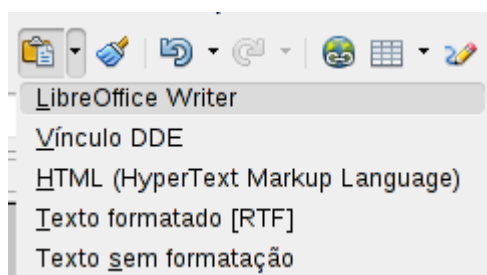 LibreOffice Writer
Vínculo DDE
HTML (HyperText Markup Language)
Texto formatado [RTF]
Texto sem formatação